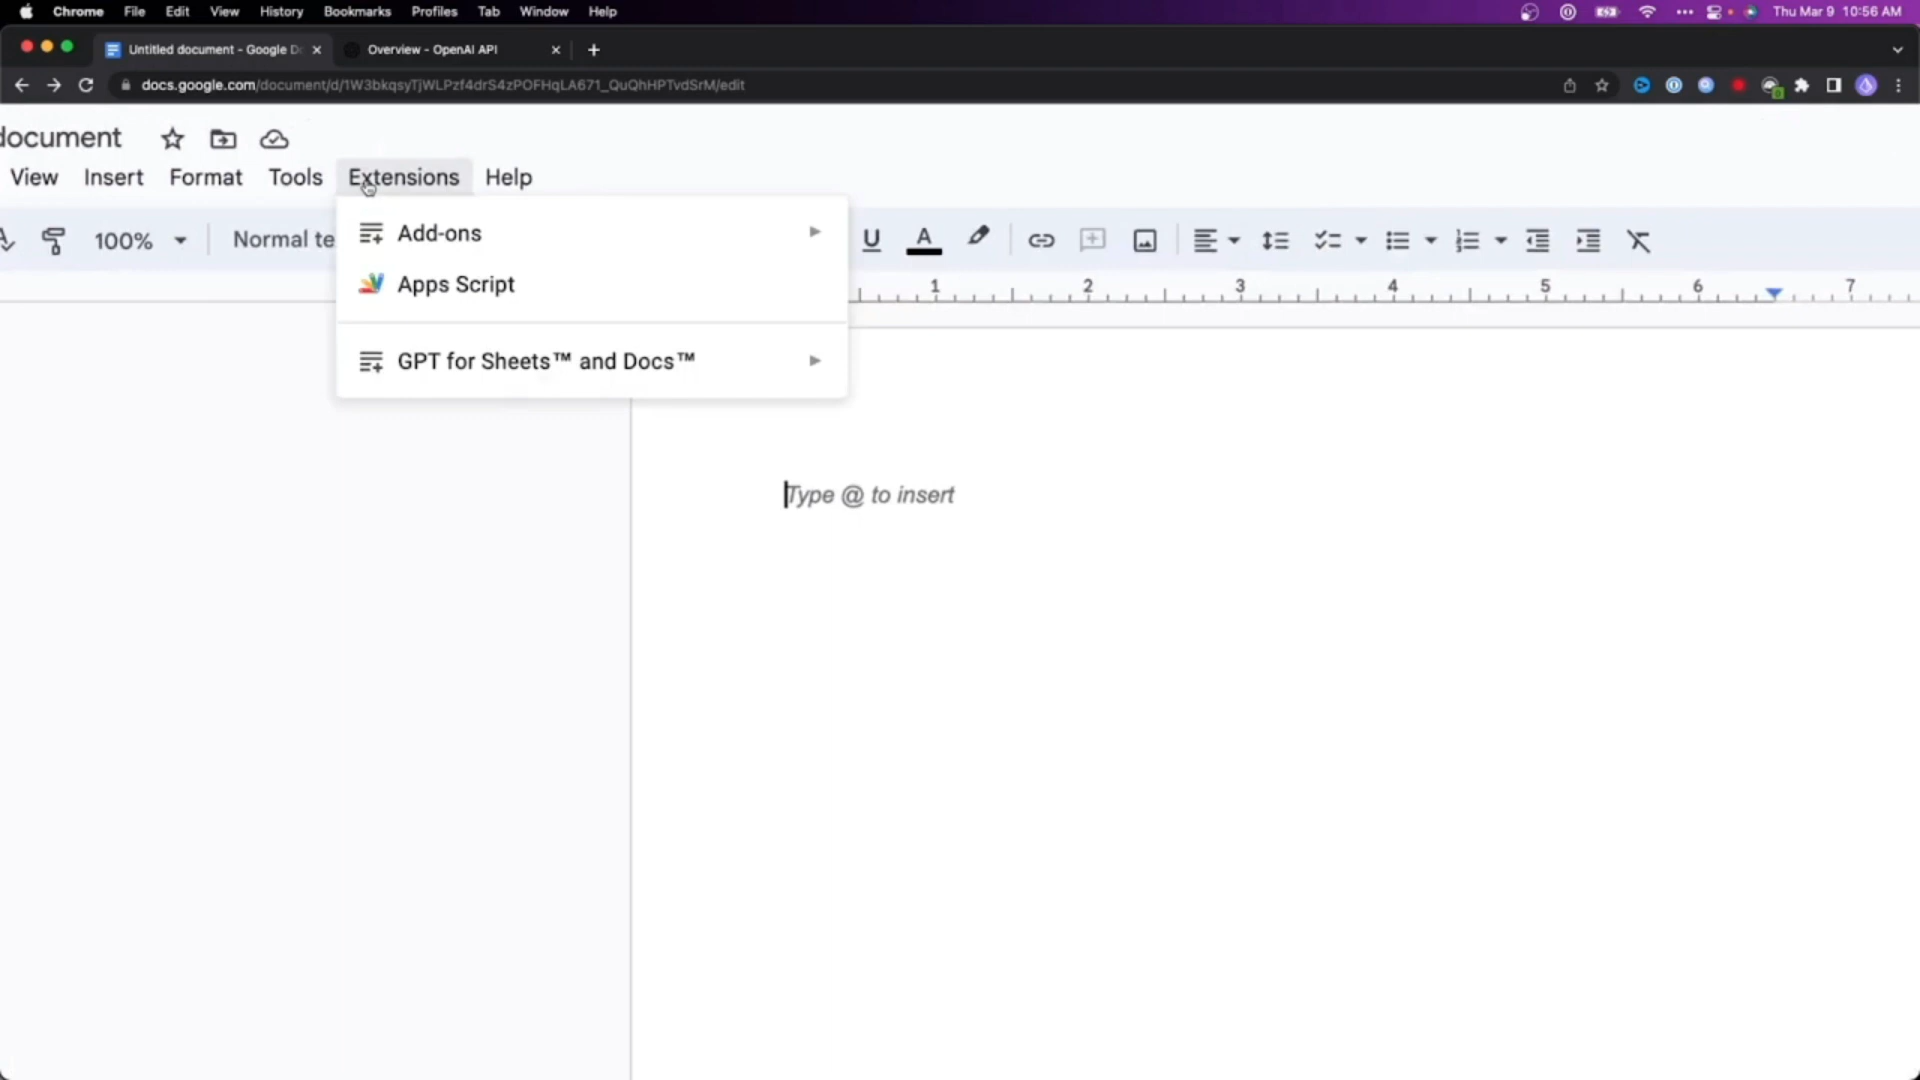 Chrome File Edit View History Bookmarks Profiles Tab Window Help Thu Mar 9 10:56 AM
Untitled document - Google D Overview - OpenAI API
docs.google.com/document/d/1W3bkqsyTjWLPzf4drS4zPOFHqLA671_QuQhHPTvdSrM/edit
document
View Insert Format Tools Extensions Help
100% Normal te U A
Add-ons
Apps Script
1 2 3 4 5 6 7
GPT for Sheets™ and Docs™
Type @ to insert